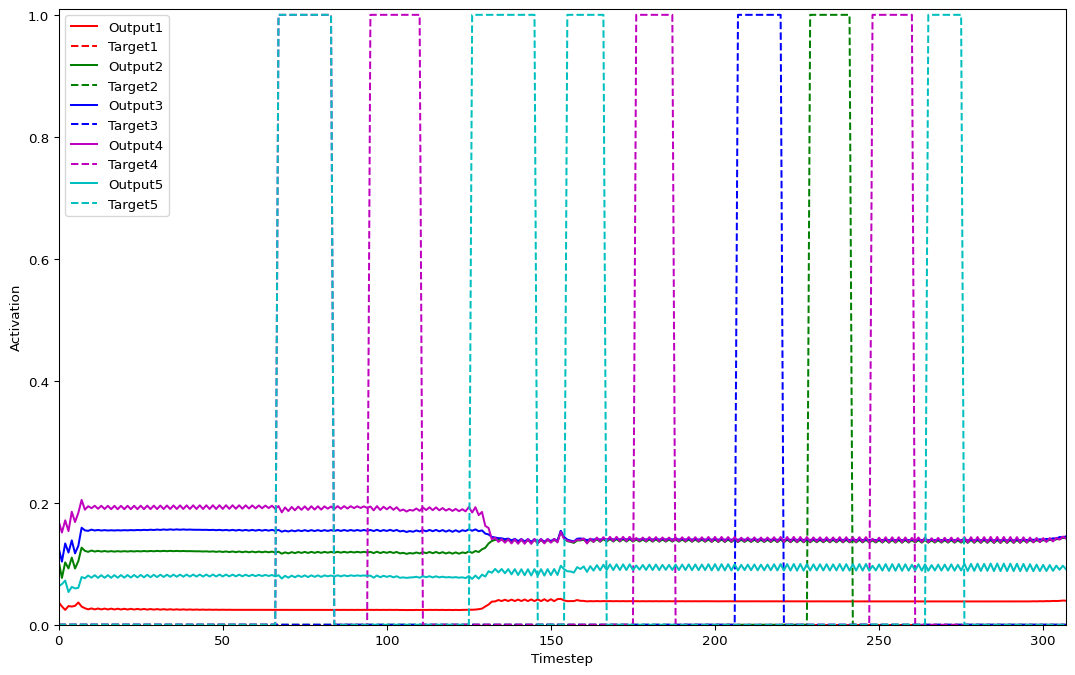 1.0
0.8
0.6
0.4
0.2
0.0
Activation
Output1
Target1
Output2
Target2
Output3
Target3
Output4
Target4
Output5
Target5
0
50
100
150
200
250
300
Timestep